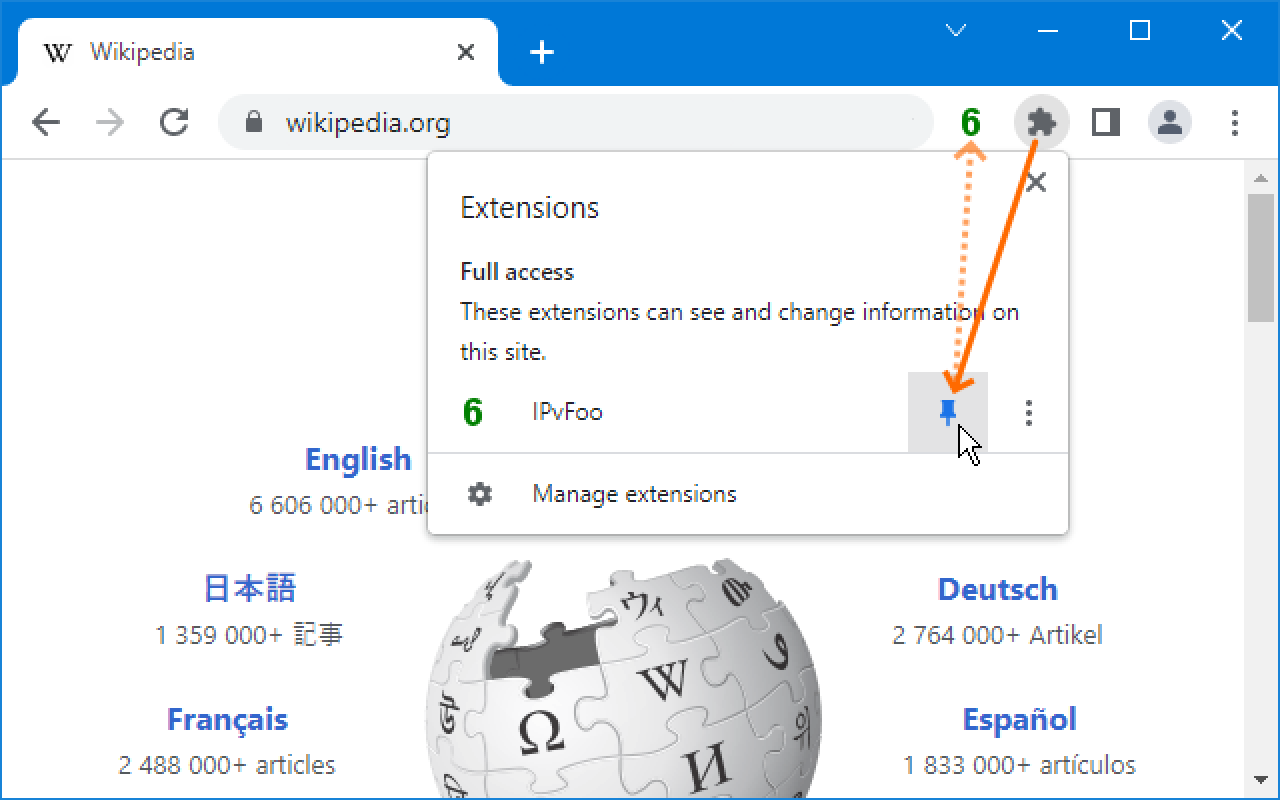 Wikipedia
wikipedia.org
6
Extensions
Full access
These extensions can see and change information on
this site.
6 IPvFoo
Manage extensions
English
6 606 000+
日本語
1 359 000+ 記事
Deutsch
2 764 000+ Artikel
Français
2 488 000+ articles
Español
1 833 000+ artículos
ウィ
W
Ω
И